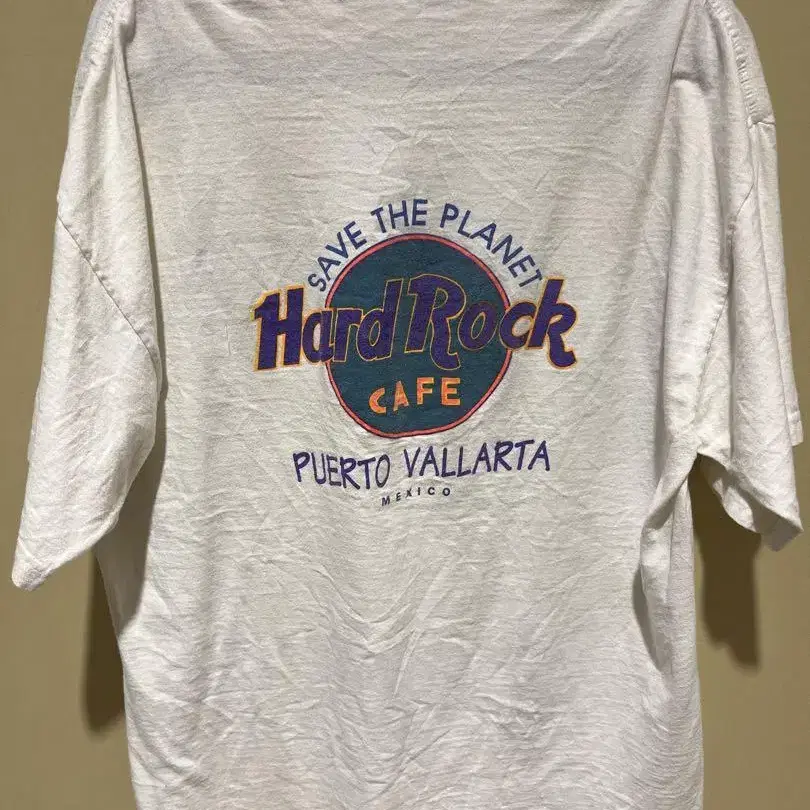 SAVE THE PLANET
Hard Rock
CAFE
PUERTO VALLARTA
MEXICO